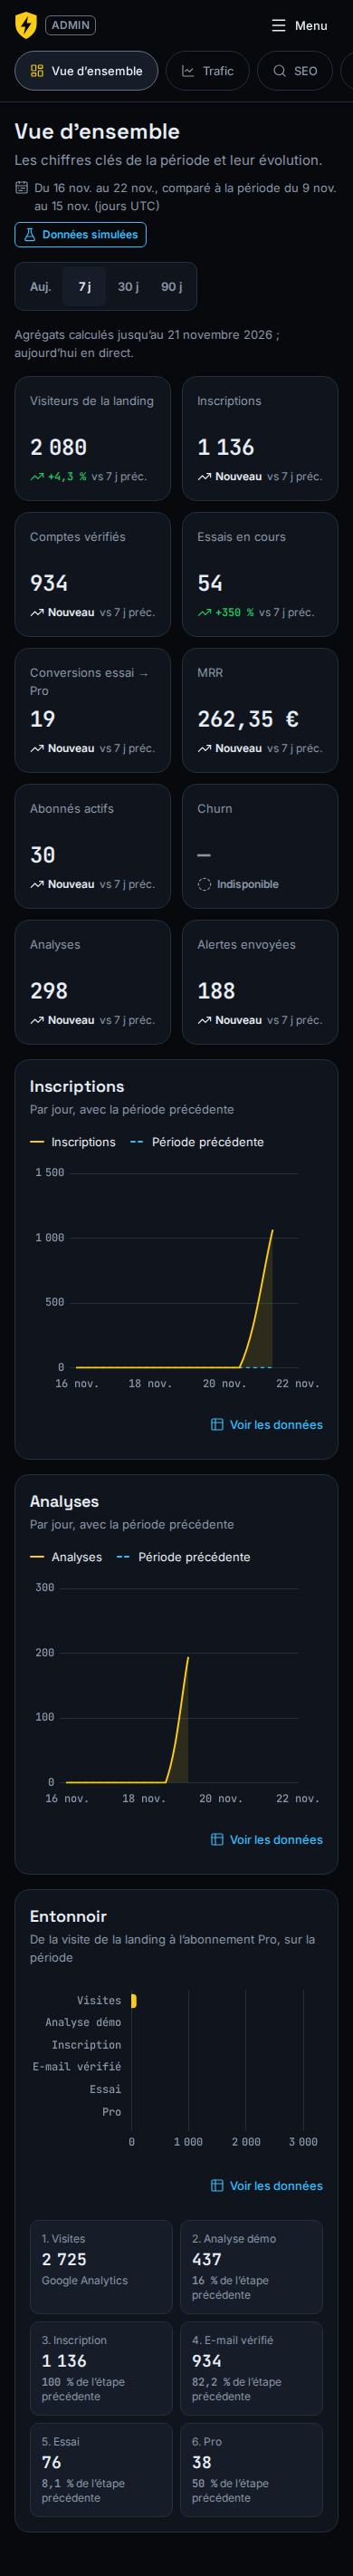 ADMIN
Menu
Vue d’ensemble
Trafic
SEO
Vue d’ensemble
Les chiffres clés de la période et leur évolution.
Du 16 nov. au 22 nov., comparé à la période du 9 nov.
au 15 nov. (jours UTC)
Données simulées
Auj.
7 j
30 j
90 j
Agrégats calculés jusqu’au 21 novembre 2026 ;
aujourd’hui en direct.
Visiteurs de la landing
2 080
+4,3 % vs 7 j préc.
Inscriptions
1 136
Nouveau vs 7 j préc.
Comptes vérifiés
934
Nouveau vs 7 j préc.
Essais en cours
54
+350 % vs 7 j préc.
Conversions essai →
Pro
19
Nouveau vs 7 j préc.
MRR
262,35 €
Nouveau vs 7 j préc.
Abonnés actifs
30
Nouveau vs 7 j préc.
Churn
—
Indisponible
Analyses
298
Nouveau vs 7 j préc.
Alertes envoyées
188
Nouveau vs 7 j préc.
Inscriptions
Par jour, avec la période précédente
Inscriptions
Période précédente
1 500
1 000
500
0
16 nov.
18 nov.
20 nov.
22 nov.
Voir les données
Analyses
Par jour, avec la période précédente
Analyses
Période précédente
300
200
100
0
16 nov.
18 nov.
20 nov.
22 nov.
Voir les données
Entonnoir
De la visite de la landing à l’abonnement Pro, sur la
période
Visites
Analyse démo
Inscription
E-mail vérifié
Essai
Pro
0
1 000
2 000
3 000
Voir les données
1. Visites
2 725
Google Analytics
2. Analyse démo
437
16 % de l’étape
précédente
3. Inscription
1 136
100 % de l’étape
précédente
4. E-mail vérifié
934
82,2 % de l’étape
précédente
5. Essai
76
8,1 % de l’étape
précédente
6. Pro
38
50 % de l’étape
précédente